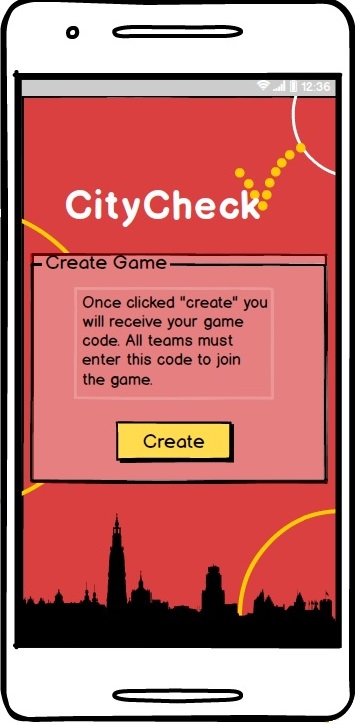 12:36
CityCheck
Create Game
Once clicked "create" you
will receive your game
code. All teams must
enter this code to join
the game.
Create